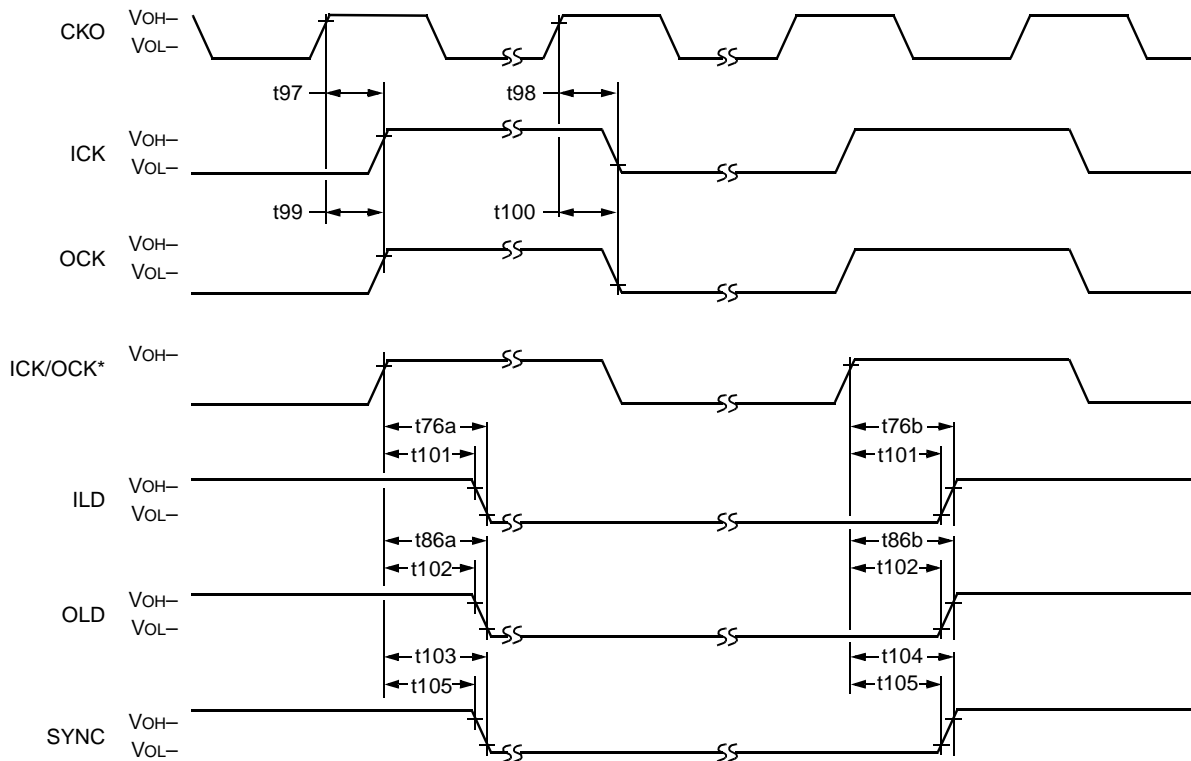 CKO VOH–
VOL–
t97 t98
ICK VOH–
VOL–
t99 t100
OCK VOH–
VOL–
ICK/OCK* VOH–
t76a t76b
t101 t101
ILD VOH–
VOL–
t86a t86b
t102 t102
OLD VOH–
VOL–
t103 t104
t105 t105
SYNC VOH–
VOL–